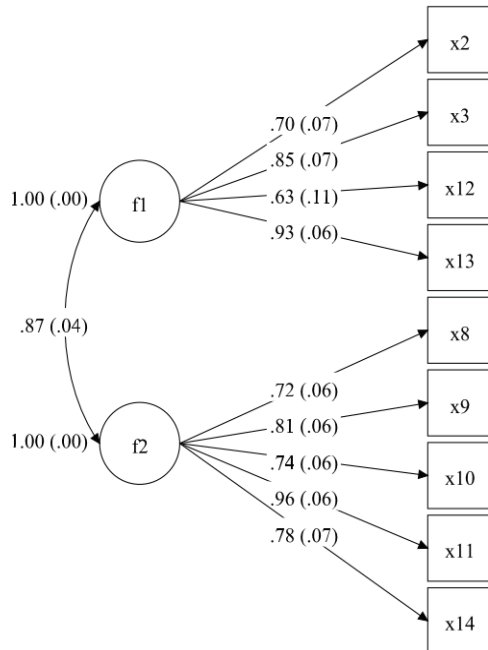 x2
.70 (.07)
x3
.85 (.07)
1.00 (.00)
f1
.63 (.11)
x12
.93 (.06)
x13
.87 (.04)
x8
.72 (.06)
x9
.81 (.06)
1.00 (.00)
f2
.74 (.06)
x10
.96 (.06)
.78 (.07)
x11
x14